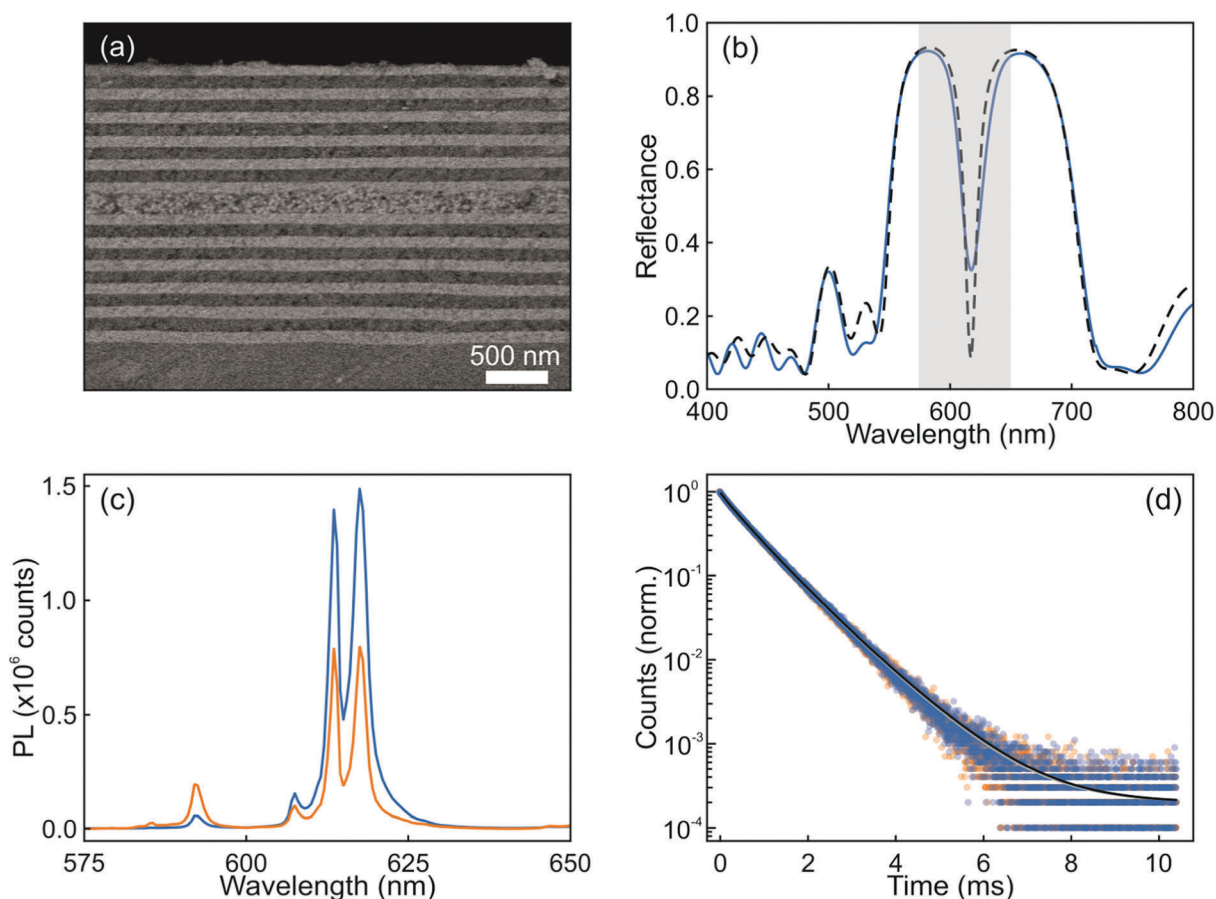 (a)
500 nm
(b)
Reflectance
1.0
0.8
0.6
0.4
0.2
0.0
400 500 600 700 800
Wavelength (nm)
(c)
PL (x10⁶ counts)
1.5
1.0
0.5
0.0
575 600 625 650
Wavelength (nm)
(d)
Counts (norm.)
10⁰
10⁻¹
10⁻²
10⁻³
10⁻⁴
0 2 4 6 8 10
Time (ms)